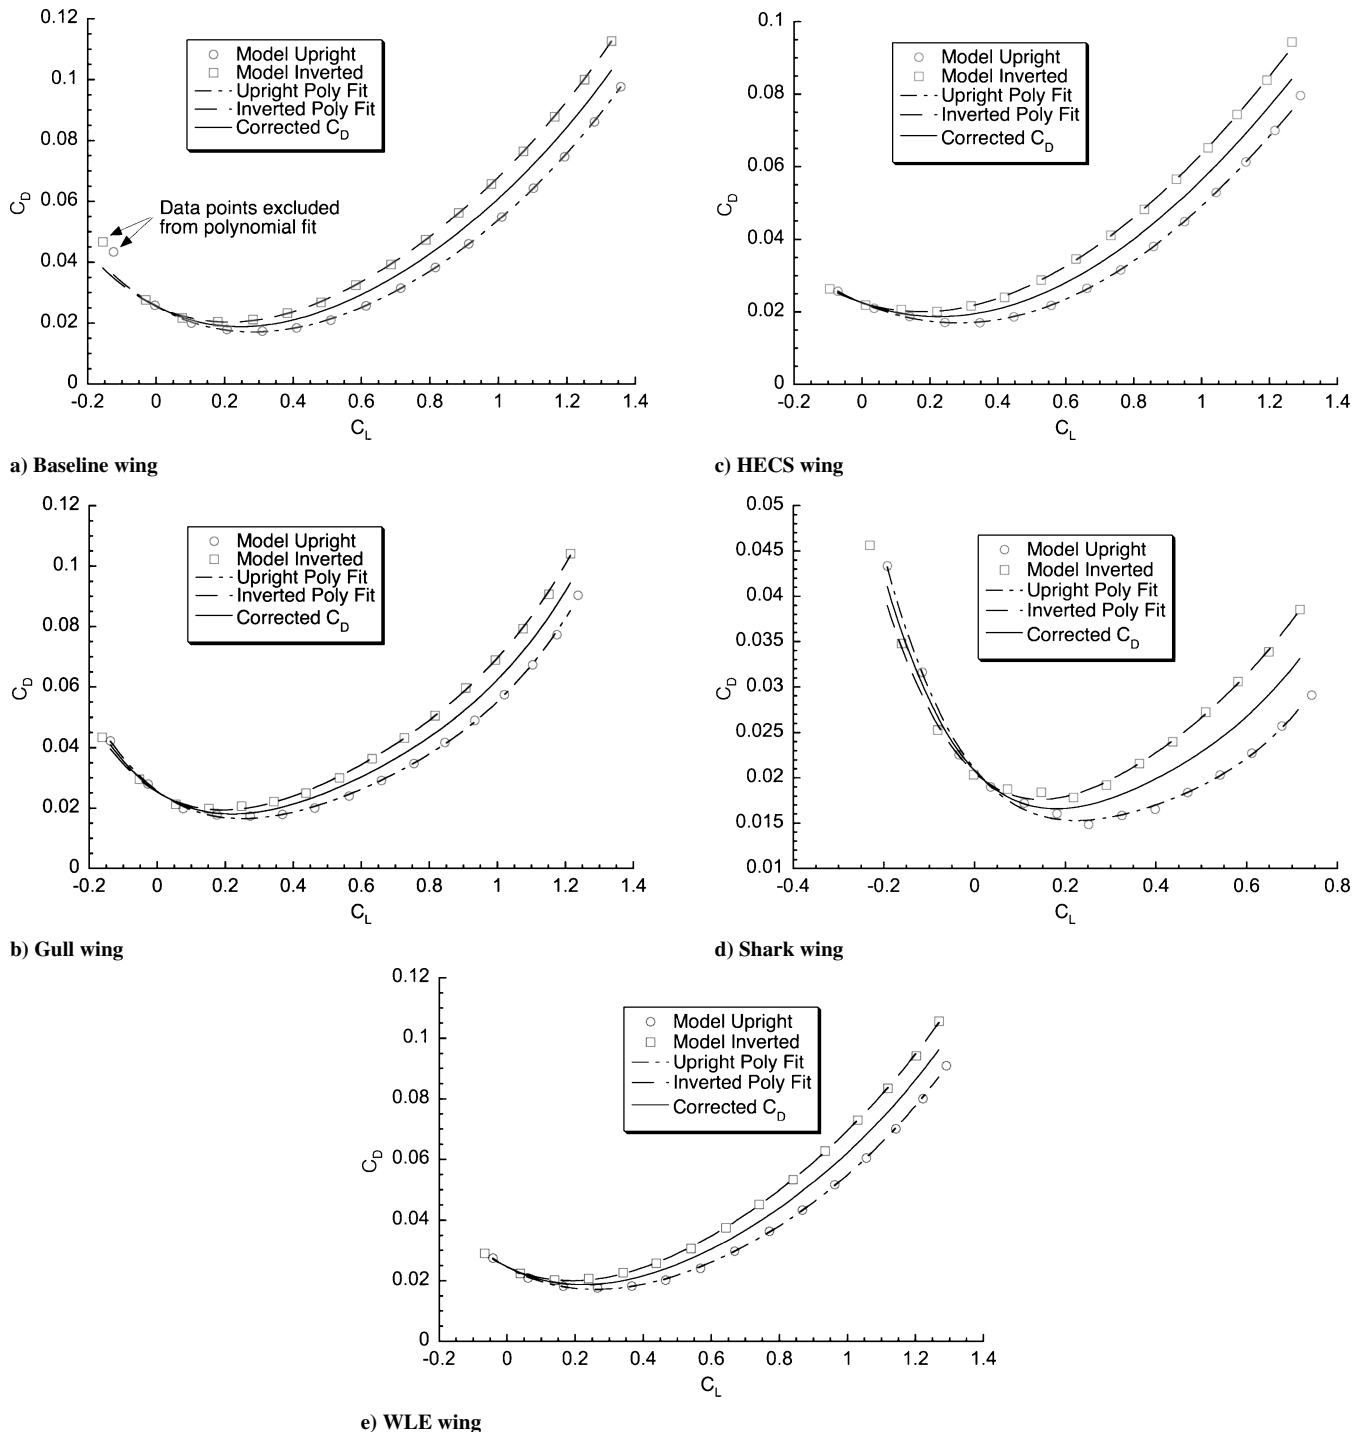 0.12
0.1
0.08
0.06
0.04
0.02
0
C_D
Model Upright
Model Inverted
Upright Poly Fit
Inverted Poly Fit
Corrected C_D
Data points excluded
from polynomial fit
-0.2 0 0.2 0.4 0.6 0.8 1 1.2 1.4
C_L
a) Baseline wing
0.1
0.08
0.06
0.04
0.02
0
C_D
Model Upright
Model Inverted
Upright Poly Fit
Inverted Poly Fit
Corrected C_D
-0.2 0 0.2 0.4 0.6 0.8 1 1.2 1.4
C_L
c) HECS wing
0.12
0.1
0.08
0.06
0.04
0.02
0
C_D
Model Upright
Model Inverted
Upright Poly Fit
Inverted Poly Fit
Corrected C_D
-0.2 0 0.2 0.4 0.6 0.8 1 1.2 1.4
C_L
b) Gull wing
0.05
0.045
0.04
0.035
0.03
0.025
0.02
0.015
0.01
C_D
Model Upright
Model Inverted
Upright Poly Fit
Inverted Poly Fit
Corrected C_D
-0.4 -0.2 0 0.2 0.4 0.6 0.8
C_L
d) Shark wing
0.12
0.1
0.08
0.06
0.04
0.02
0
C_D
Model Upright
Model Inverted
Upright Poly Fit
Inverted Poly Fit
Corrected C_D
-0.2 0 0.2 0.4 0.6 0.8 1 1.2 1.4
C_L
e) WLE wing